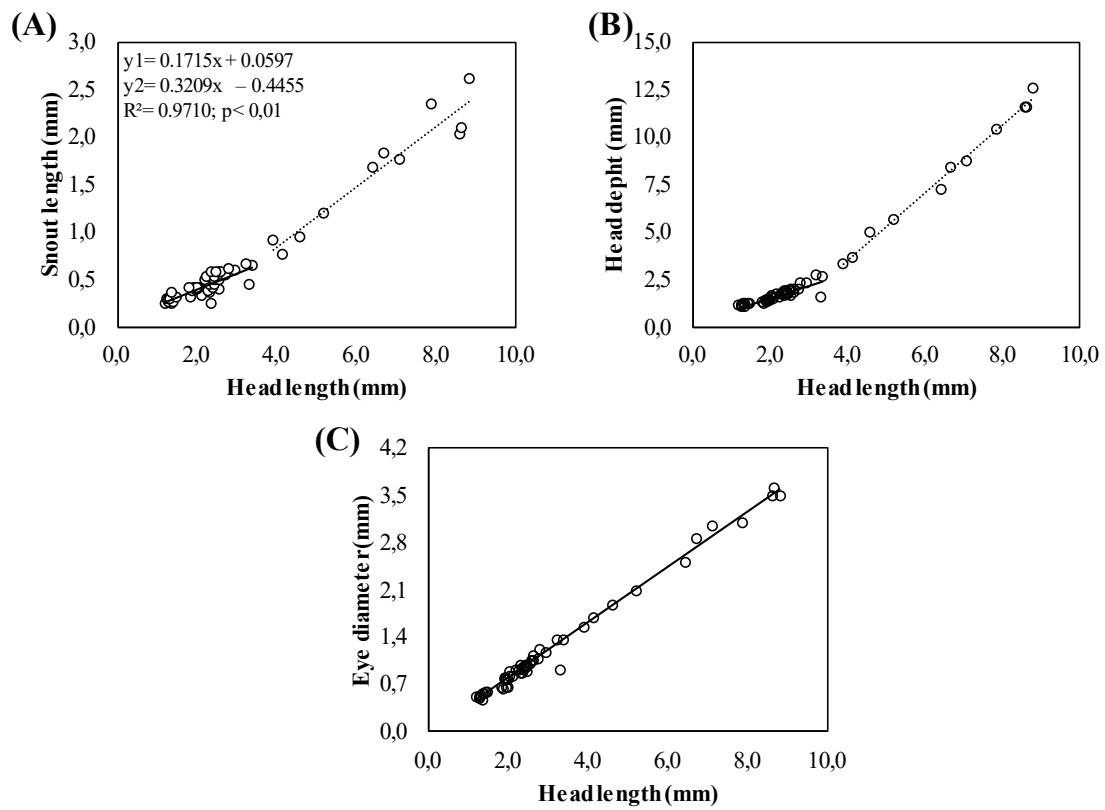 (A)
3,0
2,5
2,0
1,5
1,0
0,5
0,0
Snout length (mm)
y1= 0.1715x + 0.0597
y2= 0.3209x – 0.4455
R²= 0.9710; p< 0,01
0,0 2,0 4,0 6,0 8,0 10,0
Head length (mm)
(B)
15,0
12,5
10,0
7,5
5,0
2,5
0,0
Head depht (mm)
0,0 2,0 4,0 6,0 8,0 10,0
Head length (mm)
(C)
4,2
3,5
2,8
2,1
1,4
0,7
0,0
Eye diameter (mm)
0,0 2,0 4,0 6,0 8,0 10,0
Head length (mm)